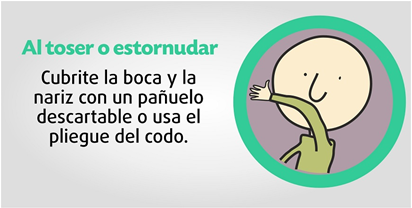 Al toser o estornudar
Cubrite la boca y la
nariz con un pañuelo
descartable o usa el
pliegue del codo.